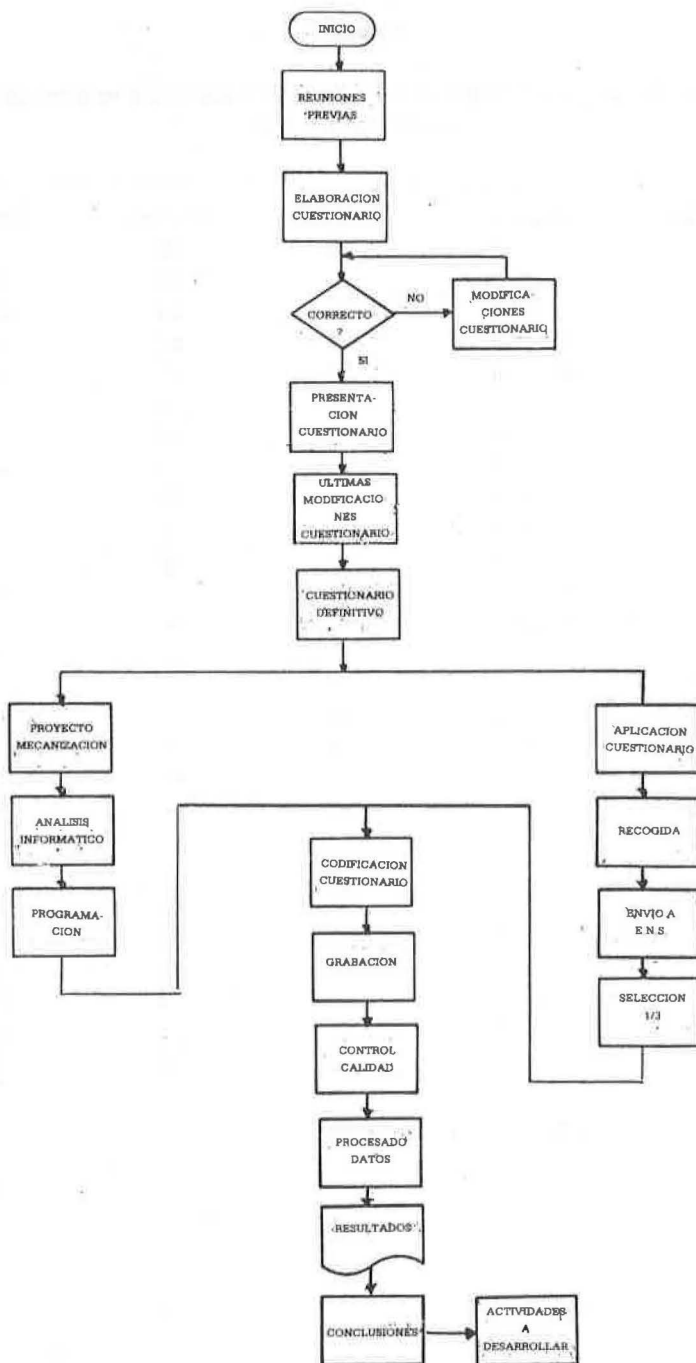 INICIO
REUNIONES
PREVIAS
ELABORACION
CUESTIONARIO
CORRECTO
?
NO
MODIFICA-
CIONES
CUESTIONARIO
SI
PRESENTA-
CION
CUESTIONARIO
ULTIMAS
MODIFICACIO
NES
CUESTIONARIO
CUESTIONARIO
DEFINITIVO
PROYECTO
MECANIZACION
ANALISIS
INFORMATICO
PROGRAMA-
CION
APLICACION
CUESTIONARIO
RECOGIDA
ENVIO A
E.N.S.
SELECCION
1/3
CODIFICACION
CUESTIONARIO
GRABACION
CONTROL
CALIDAD
PROCESADO
DATOS
RESULTADOS
CONCLUSIONES
ACTIVIDADES
A
DESARROLLAR